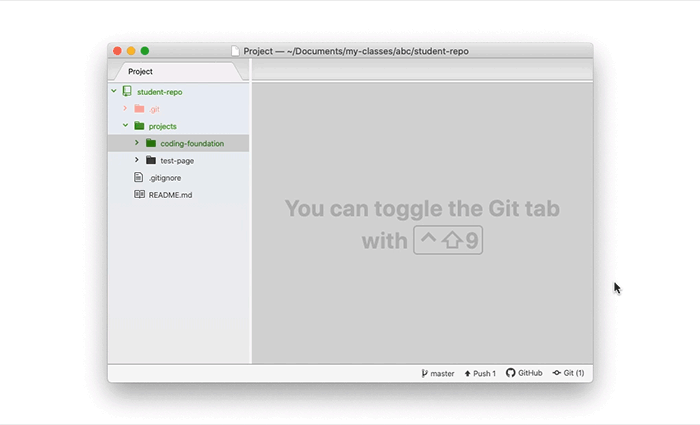 Project — ~/Documents/my-classes/abc/student-repo
Project
student-repo
.git
projects
coding-foundation
test-page
.gitignore
README.md
You can toggle the Git tab
with ^⇧9
master
Push 1
GitHub
Git (1)